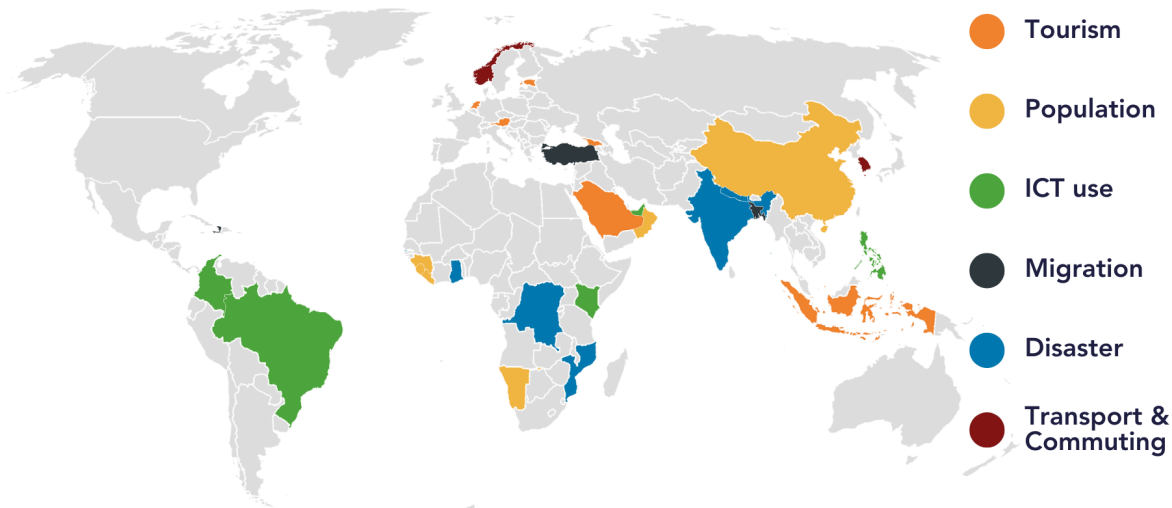 Tourism
Population
ICT use
Migration
Disaster
Transport &
Commuting